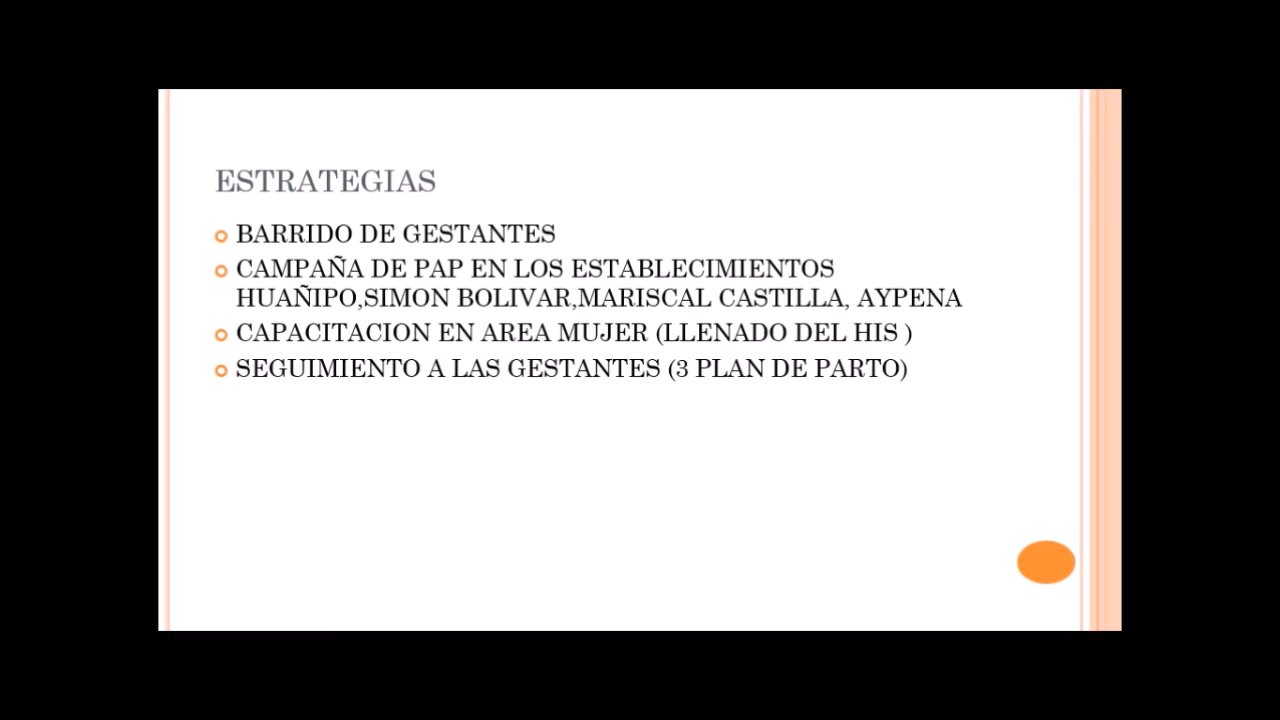 ESTRATEGIAS
BARRIDO DE GESTANTES
CAMPAÑA DE PAP EN LOS ESTABLECIMIENTOS
HUAÑIPO,SIMON BOLIVAR,MARISCAL CASTILLA, AYPENA
CAPACITACION EN AREA MUJER (LLENADO DEL HIS )
SEGUIMIENTO A LAS GESTANTES (3 PLAN DE PARTO)